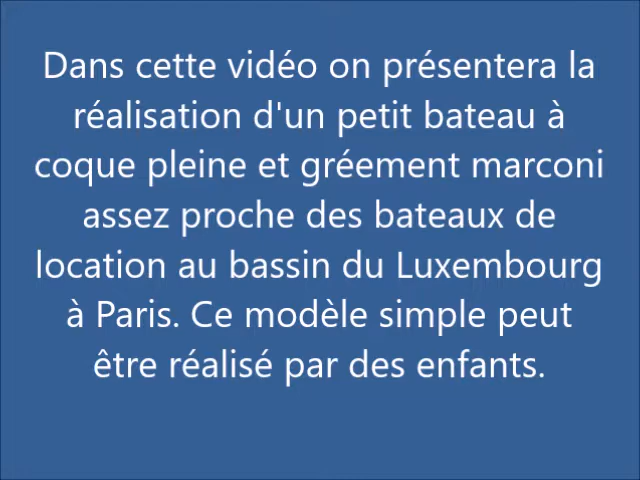 Dans cette vidéo on présentera la
réalisation d'un petit bateau à
coque pleine et gréement marconi
assez proche des bateaux de
location au bassin du Luxembourg
à Paris. Ce modèle simple peut
être réalisé par des enfants.